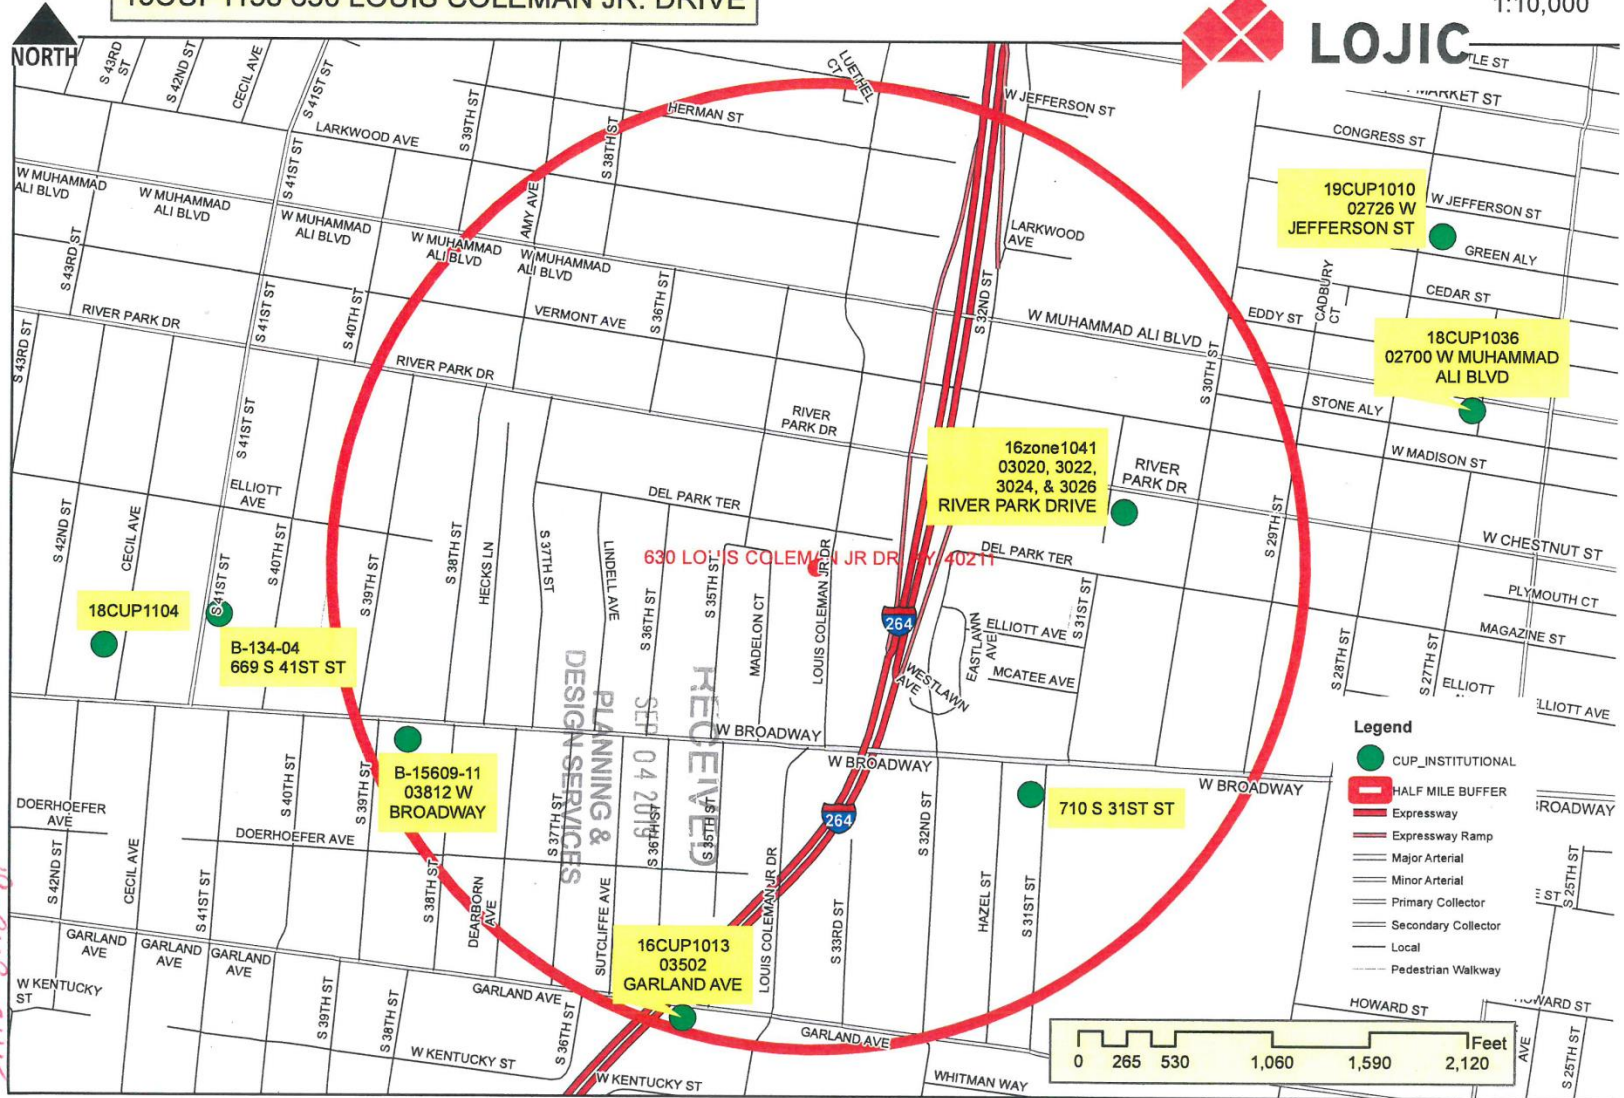 630 LOUIS COLEMAN JR. DRIVE
1:10,000
NORTH
LOJIC
S 43RD
ST
S 42ND ST
CECIL AVE
S 41ST ST
LUETHEL
CT
W JEFFERSON ST
TLE ST
MARKET ST
S 39TH ST
HERMAN ST
S 38TH ST
LARKWOOD AVE
CONGRESS ST
S 41ST ST
W MUHAMMAD
ALI BLVD
W MUHAMMAD
ALI BLVD
W MUHAMMAD
ALI BLVD
W MUHAMMAD
ALI BLVD
W MUHAMMAD
ALI BLVD
AMY AVE
19CUP1010
02726 W
JEFFERSON ST
W JEFFERSON ST
GREEN ALY
LARKWOOD
AVE
S 43RD ST
S 36TH ST
S 32ND ST
CADBURY
CT
CEDAR ST
EDDY ST
RIVER PARK DR
S 41ST ST
S 40TH ST
VERMONT AVE
W MUHAMMAD ALI BLVD
S 43RD ST
18CUP1036
02700 W MUHAMMAD
ALI BLVD
S 30TH ST
RIVER PARK DR
STONE ALY
RIVER
PARK DR
S 41ST ST
W MADISON ST
16zone1041
03020, 3022,
3024, & 3026
RIVER PARK DRIVE
RIVER
PARK DR
ELLIOTT
AVE
DEL PARK TER
S 42ND ST
CECIL AVE
S 40TH ST
S 39TH ST
S 38TH ST
HECKS LN
S 37TH ST
LINDELL AVE
S 29TH ST
W CHESTNUT ST
630 LOUIS COLEMAN JR DR, KY, 40211
DEL PARK TER
S 41ST ST
S 36TH ST
S 35TH ST
MADELON CT
LOUIS COLEMAN JR DR
PLYMOUTH CT
18CUP1104
B-134-04
669 S 41ST ST
264
EASTLAWN
AVE
ELLIOTT AVE
S 31ST ST
MAGAZINE ST
S 28TH ST
S 27TH ST
WESTLAWN
AVE
MCATEE AVE
ELLIOTT
ELLIOTT AVE
RECEIVED
SEP 04 2019
PLANNING &
DESIGN SERVICES
W BROADWAY
W BROADWAY
W BROADWAY
BROADWAY
B-15609-11
03812 W
BROADWAY
710 S 31ST ST
264
Legend
CUP_INSTITUTIONAL
HALF MILE BUFFER
Expressway
Expressway Ramp
Major Arterial
Minor Arterial
Primary Collector
Secondary Collector
Local
Pedestrian Walkway
S 40TH ST
S 39TH ST
DOERHOEFER
AVE
DOERHOEFER AVE
S 37TH ST
S 36TH ST
S 35TH ST
S 32ND ST
S 42ND ST
CECIL AVE
S 41ST ST
S 38TH ST
DEARBORN
AVE
SUTCLIFFE AVE
LOUIS COLEMAN JR DR
S 33RD ST
HAZEL ST
S 31ST ST
S 25TH ST
GARLAND
AVE
GARLAND
AVE
GARLAND
AVE
16CUP1013
03502
GARLAND AVE
W KENTUCKY
ST
S 39TH ST
S 38TH ST
GARLAND AVE
S 36TH ST
GARLAND AVE
W KENTUCKY ST
W KENTUCKY ST
WHITMAN WAY
HOWARD ST
HOWARD ST
AVE
S 25TH ST
Feet
0 265 530 1,060 1,590 2,120